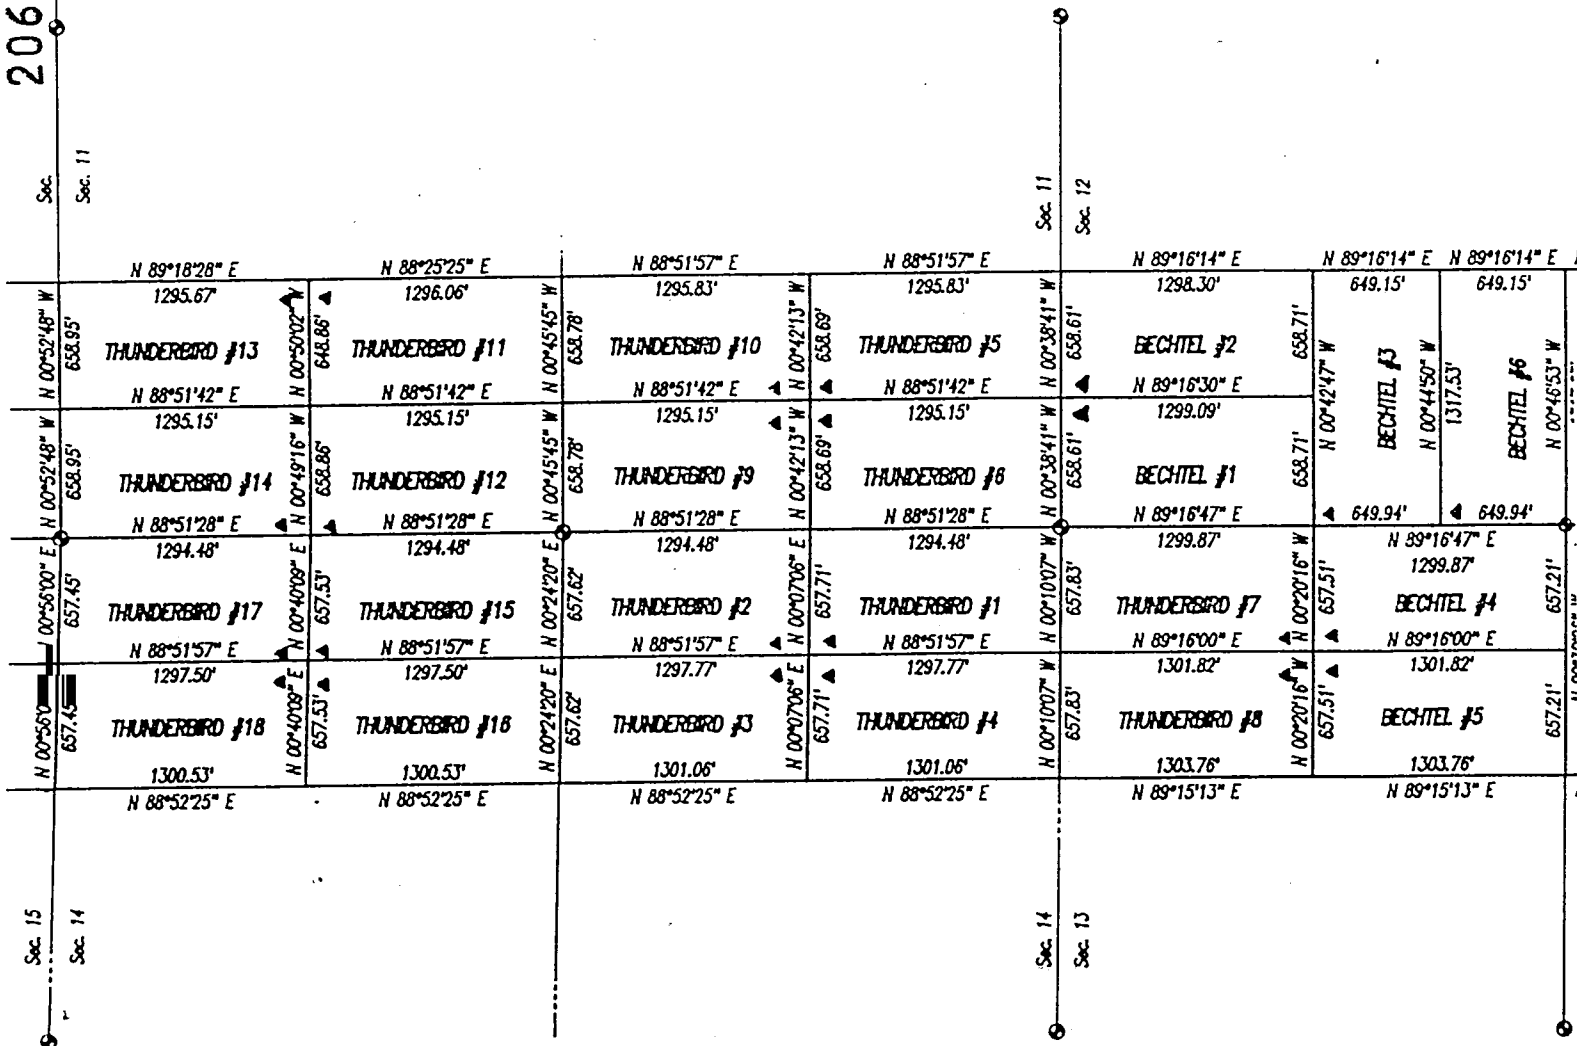 206
Sec.
Sec. 11
Sec. 11
Sec. 12
N 89°18'28" E
N 88°25'25" E
N 88°51'57" E
N 88°51'57" E
N 89°16'14" E
N 89°16'14" E
N 89°16'14" E
1295.67'
1296.06'
1295.83'
1295.83'
1298.30'
649.15'
649.15'
N 00°52'48" W
658.95'
THUNDERBIRD #13
N 00°50'02" W
648.86'
THUNDERBIRD #11
N 00°45'45" W
658.78'
THUNDERBIRD #10
N 00°42'13" W
658.69'
THUNDERBIRD #5
N 00°38'41" W
658.61'
BECHTEL #2
658.71'
N 00°42'47" W
BECHTEL #3
N 00°44'50" W
1317.53'
BECHTEL #6
N 00°46'53" W
N 88°51'42" E
N 88°51'42" E
N 88°51'42" E
N 88°51'42" E
N 89°16'30" E
1295.15'
1295.15'
1295.15'
1295.15'
1299.09'
N 00°52'48" W
658.95'
THUNDERBIRD #14
N 00°49'16" W
658.86'
THUNDERBIRD #12
N 00°45'45" W
658.78'
THUNDERBIRD #9
N 00°42'13" W
658.69'
THUNDERBIRD #6
N 00°38'41" W
658.61'
BECHTEL #1
658.71'
N 88°51'28" E
N 88°51'28" E
N 88°51'28" E
N 88°51'28" E
N 89°16'47" E
649.94'
649.94'
1294.48'
1294.48'
1294.48'
1294.48'
1299.87'
N 89°16'47" E
1299.87'
N 00°56'00" E
657.45'
THUNDERBIRD #17
N 00°40'09" E
657.53'
THUNDERBIRD #15
N 00°24'20" E
657.62'
THUNDERBIRD #2
N 00°07'06" E
657.71'
THUNDERBIRD #1
N 00°10'07" W
657.83'
THUNDERBIRD #7
N 00°20'16" W
657.51'
BECHTEL #4
657.21'
N 88°51'57" E
N 88°51'57" E
N 88°51'57" E
N 88°51'57" E
N 89°16'00" E
N 89°16'00" E
1297.50'
1297.50'
1297.77'
1297.77'
1301.82'
1301.82'
N 00°56'0
657.45
THUNDERBIRD #18
N 00°40'09" E
657.53'
THUNDERBIRD #16
N 00°24'20" E
657.62'
THUNDERBIRD #3
N 00°07'06" E
657.71'
THUNDERBIRD #4
N 00°10'07" W
657.83'
THUNDERBIRD #8
N 00°20'16" W
657.51'
BECHTEL #5
657.21'
1300.53'
1300.53'
1301.06'
1301.06'
1303.76'
1303.76'
N 88°52'25" E
N 88°52'25" E
N 88°52'25" E
N 88°52'25" E
N 89°15'13" E
N 89°15'13" E
Sec. 15
Sec. 14
Sec. 14
Sec. 13